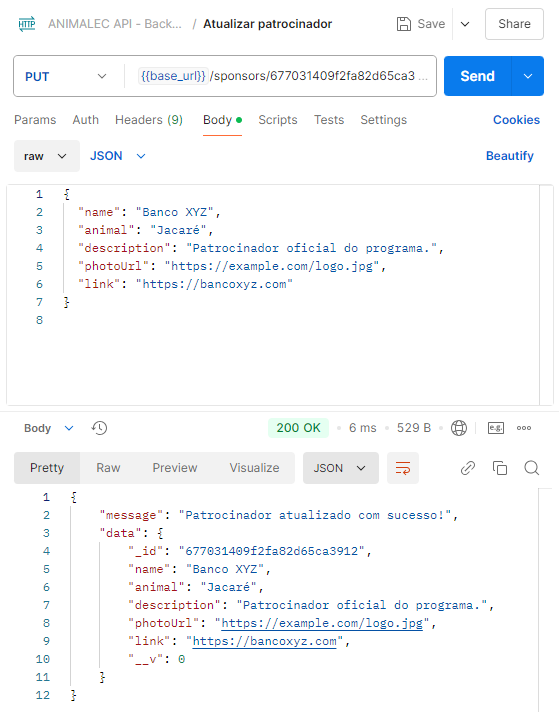 HTTP ANIMALEC API - Back... / Atualizar patrocinador Save Share
PUT {{base_url}}/sponsors/677031409f2fa82d65ca3 ... Send
Params Auth Headers (9) Body Scripts Tests Settings Cookies
raw JSON Beautify
1 {
2 "name": "Banco XYZ",
3 "animal": "Jacaré",
4 "description": "Patrocinador oficial do programa.",
5 "photoUrl": "https://example.com/logo.jpg",
6 "link": "https://bancoxyz.com"
7 }
8
Body 200 OK • 6 ms • 529 B e.g.
Pretty Raw Preview Visualize JSON
1 {
2 "message": "Patrocinador atualizado com sucesso!",
3 "data": {
4 "_id": "677031409f2fa82d65ca3912",
5 "name": "Banco XYZ",
6 "animal": "Jacaré",
7 "description": "Patrocinador oficial do programa.",
8 "photoUrl": "https://example.com/logo.jpg",
9 "link": "https://bancoxyz.com",
10 "__v": 0
11 }
12 }